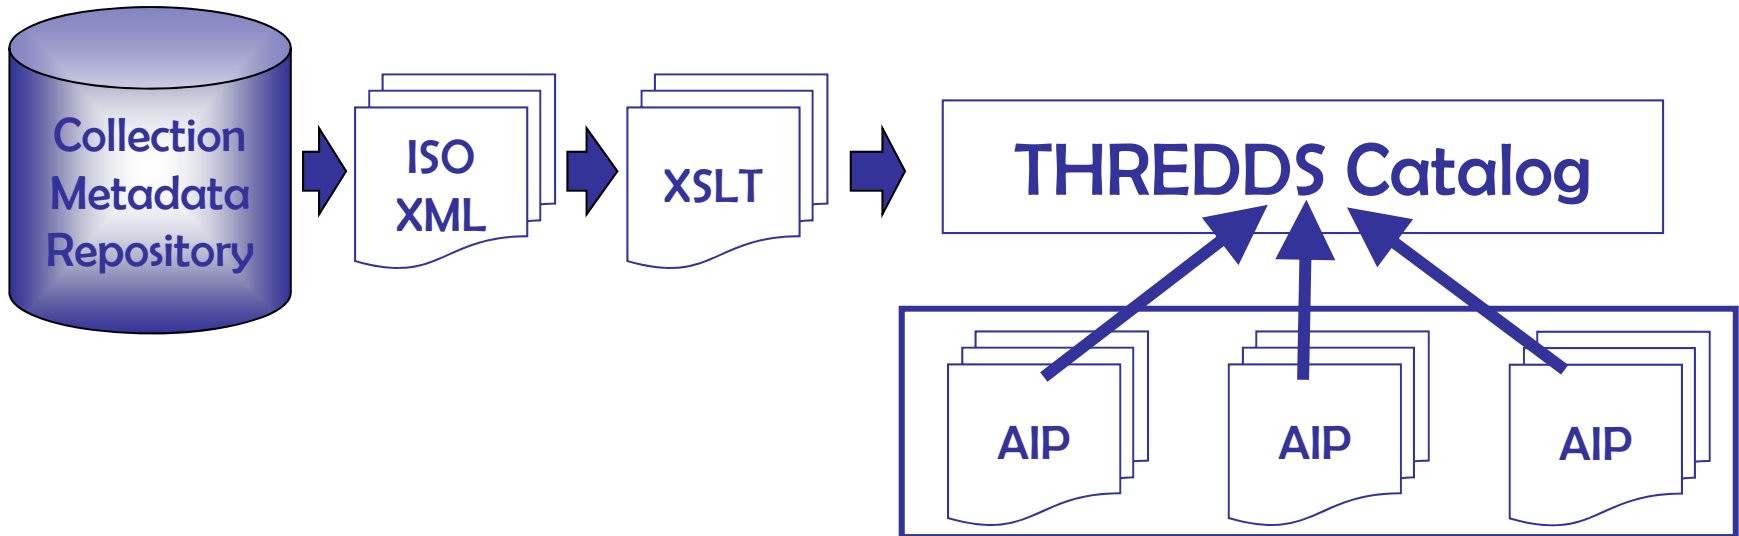 Collection
Metadata
Repository
ISO
XML
XSLT
THREDDS Catalog
AIP
AIP
AIP